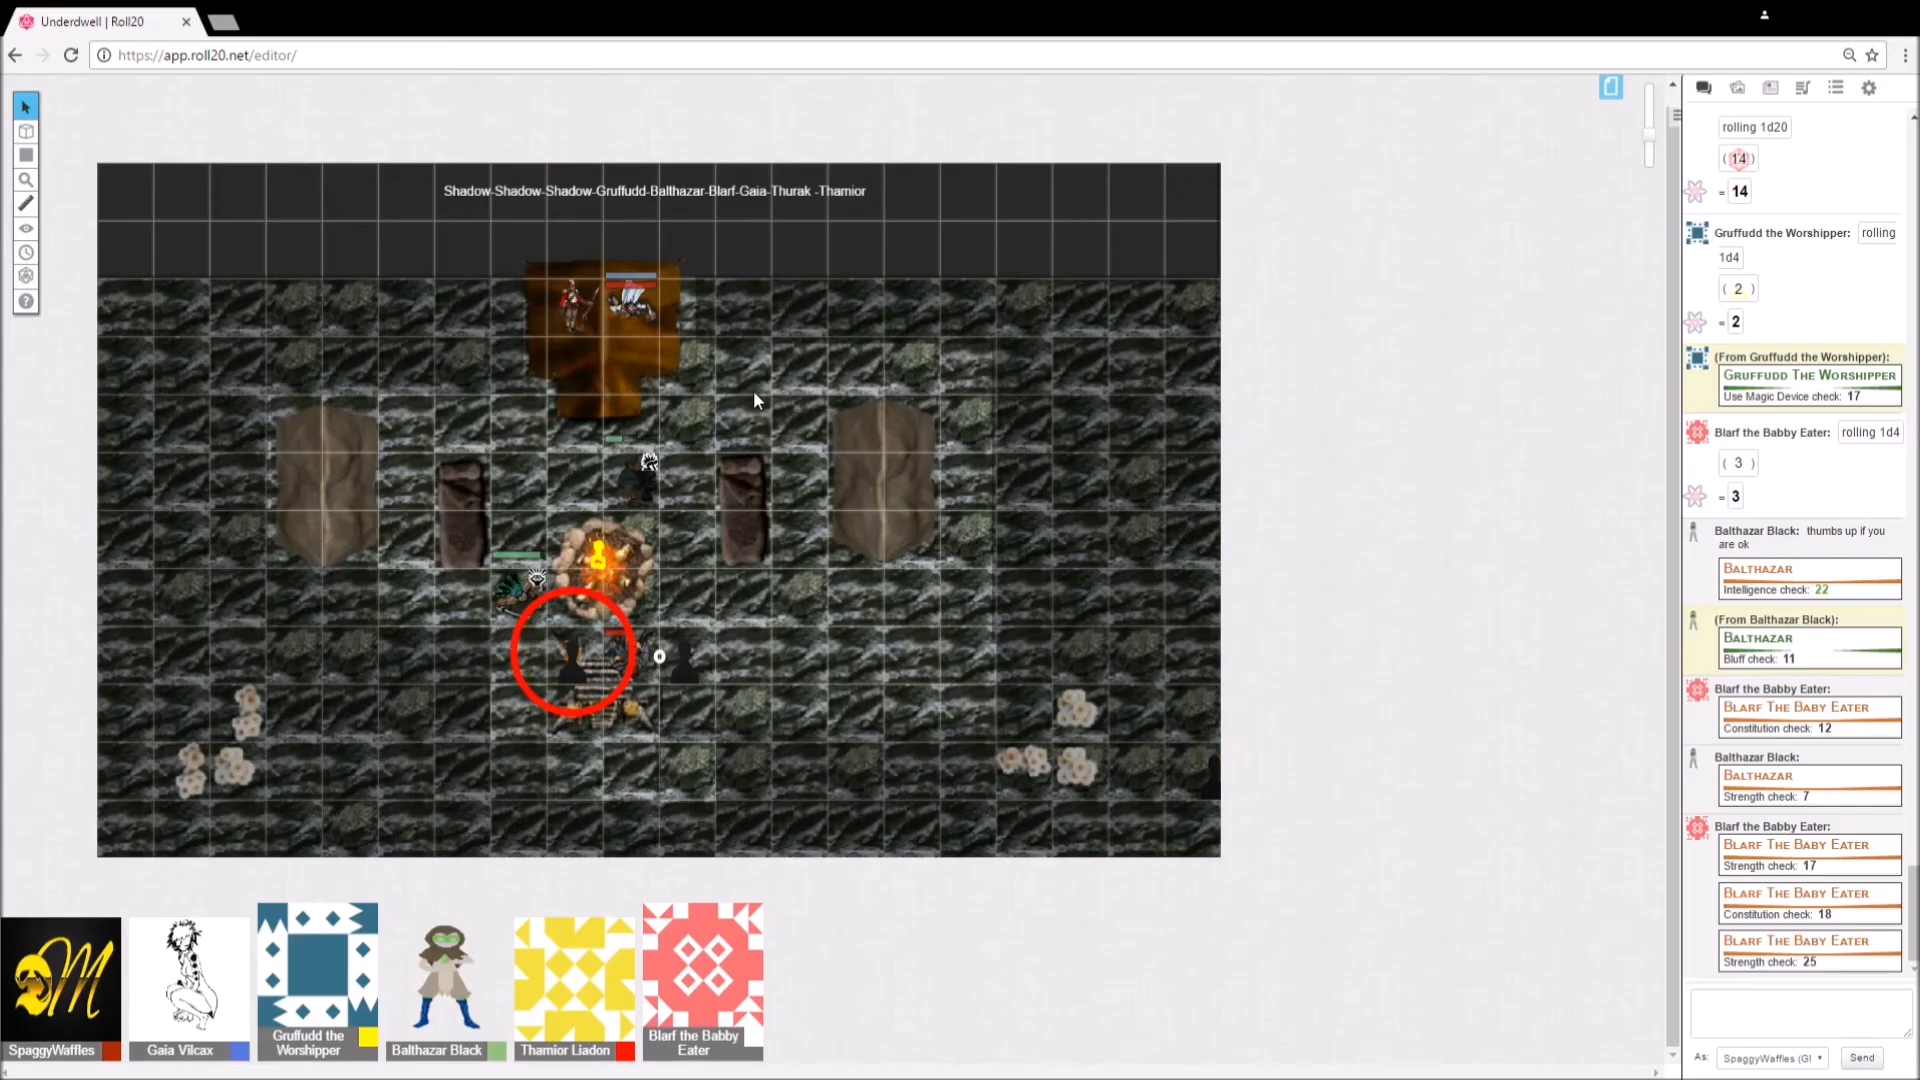 Underdwell | Roll20
https://app.roll20.net/editor/
Shadow-Shadow-Shadow-Gruffudd-Balthazar-Blarf-Gaia-Thurak -Thamior
0
rolling 1d20
(14)
= 14
Gruffudd the Worshipper: rolling
1d4
( 2 )
= 2
(From Gruffudd the Worshipper):
GRUFFUDD THE WORSHIPPER
Use Magic Device check: 17
Blarf the Babby Eater: rolling 1d4
( 3 )
= 3
Balthazar Black: thumbs up if you
are ok
BALTHAZAR
Intelligence check: 22
(From Balthazar Black):
BALTHAZAR
Bluff check: 11
Blarf the Babby Eater:
BLARF THE BABY EATER
Constitution check: 12
Balthazar Black:
BALTHAZAR
Strength check: 7
Blarf the Babby Eater:
BLARF THE BABY EATER
Strength check: 17
BLARF THE BABY EATER
Constitution check: 18
BLARF THE BABY EATER
Strength check: 25
As: SpaggyWaffles (GI
Send
M
SpaggyWaffles
Gaia Vilcax
Gruffudd the
Worshipper
Balthazar Black
Thamior Liadon
Blarf the Babby
Eater